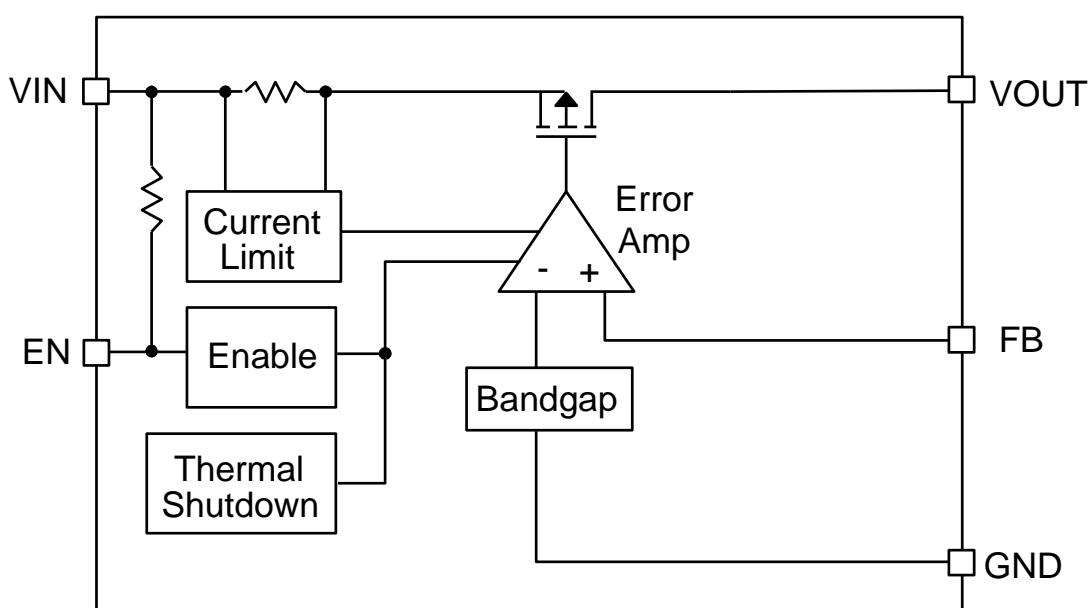 VIN
VOUT
Error
Amp
Current
Limit
- +
EN
Enable
FB
Bandgap
Thermal
Shutdown
GND